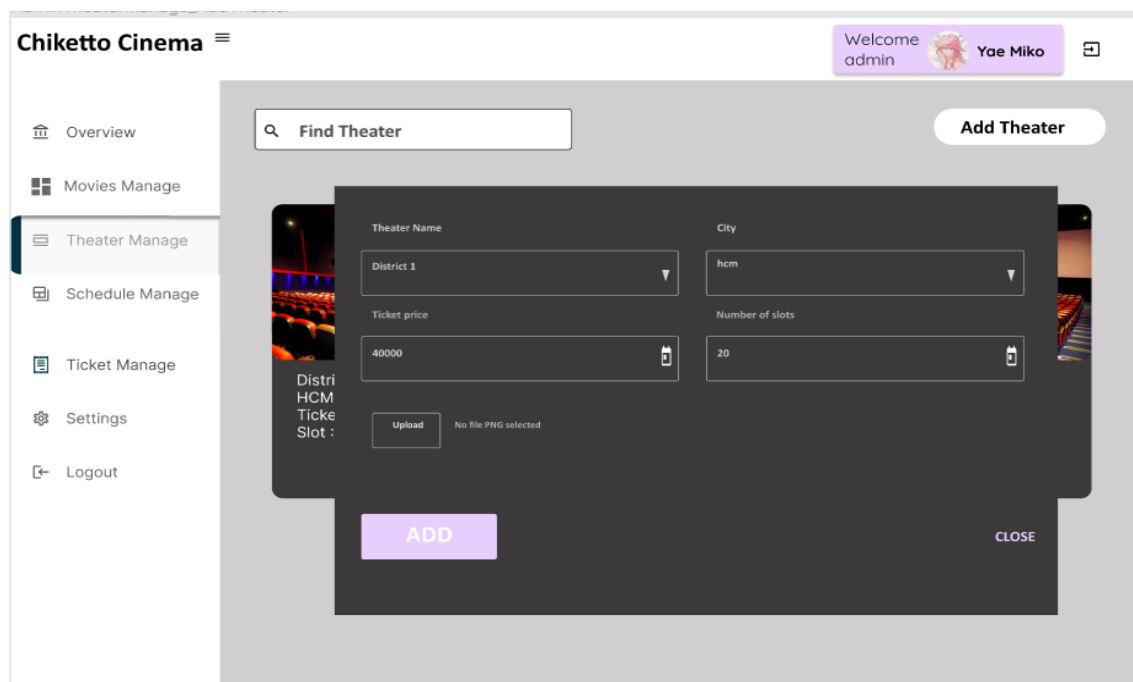 Chiketto Cinema
Welcome admin
Yae Miko
Overview
Movies Manage
Theater Manage
Schedule Manage
Ticket Manage
Settings
Logout
Find Theater
Add Theater
Theater Name
City
District 1
hcm
Ticket price
Number of slots
40000
20
Upload
No file PNG selected
ADD
CLOSE
Distri
HCM
Ticke
Slot :